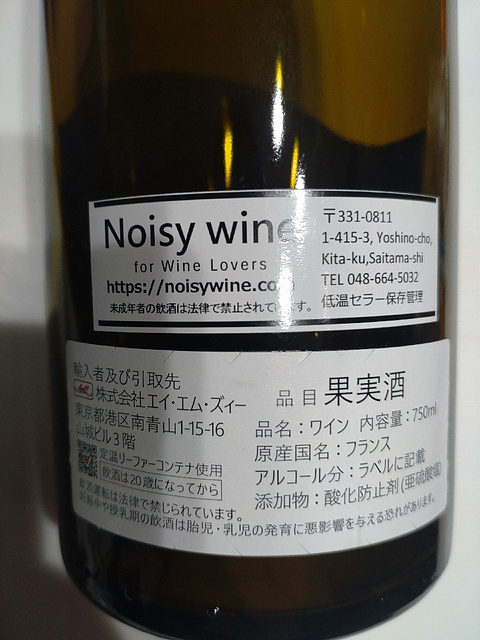 Noisy wine
for Wine Lovers
https://noisywine.com
未成年者の飲酒は法律で禁止されています。
〒331-0811
1-415-3, Yoshino-cho,
Kita-ku,Saitama-shi
TEL 048-664-5032
低温セラー保存管理
輸入者及び引取先
株式会社エイ・エム・ズィー
東京都港区南青山1-15-16
山城ビル3階
定温リーファーコンテナ使用
飲酒は20歳になってから
品目 果実酒
品名：ワイン 内容量：750ml
原産国名：フランス
アルコール分：ラベルに記載
添加物：酸化防止剤(亜硫酸塩)
飲酒運転は法律で禁じられています。
妊娠中や授乳期の飲酒は胎児・乳児の発育に悪影響を与える恐れがあります。